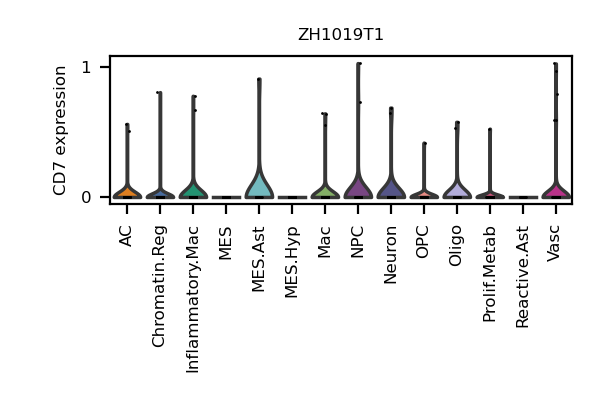 ZH1019T1
CD7 expression
1
0
AC
Chromatin.Reg
Inflammatory.Mac
MES
MES.Ast
MES.Hyp
Mac
NPC
Neuron
OPC
Oligo
Prolif.Metab
Reactive.Ast
Vasc